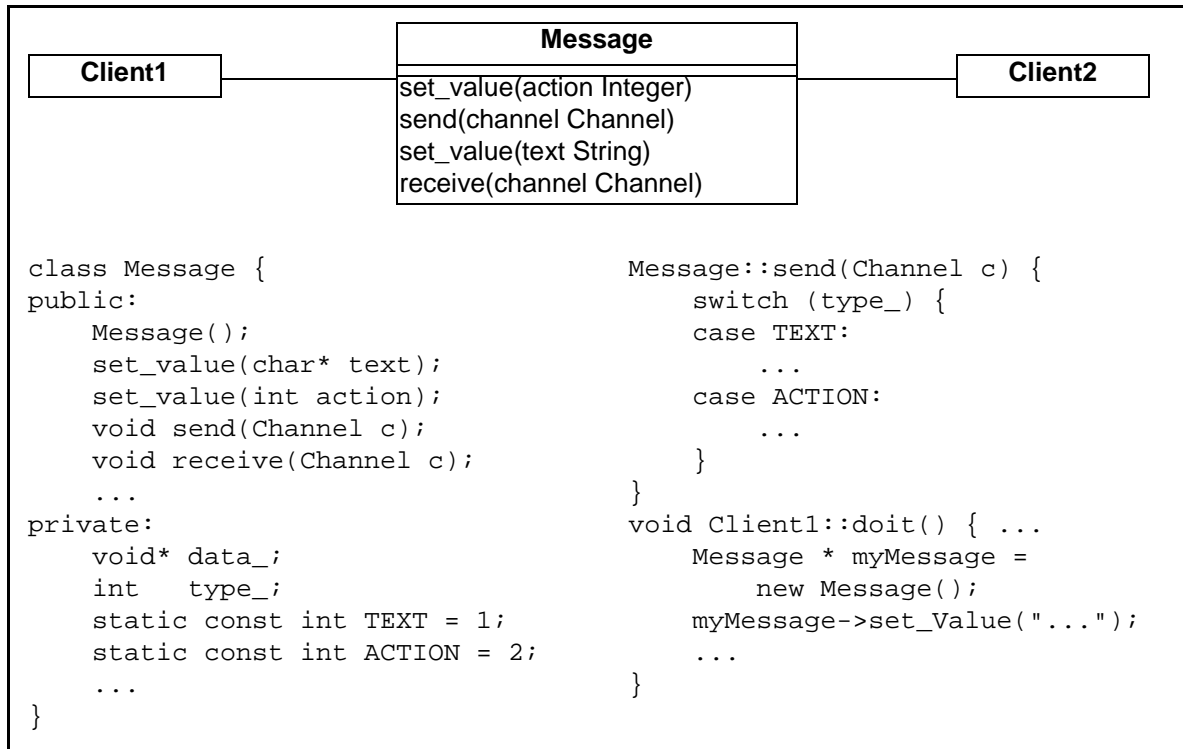 Client1
Message
set_value(action Integer)
send(channel Channel)
set_value(text String)
receive(channel Channel)
Client2
class Message {
public:
    Message();
    set_value(char* text);
    set_value(int action);
    void send(Channel c);
    void receive(Channel c);
    ...
private:
    void* data_;
    int   type_;
    static const int TEXT = 1;
    static const int ACTION = 2;
    ...
}
Message::send(Channel c) {
    switch (type_) {
    case TEXT:
        ...
    case ACTION:
        ...
    }
}
void Client1::doit() { ...
    Message * myMessage =
        new Message();
    myMessage->set_Value("...");
    ...
}